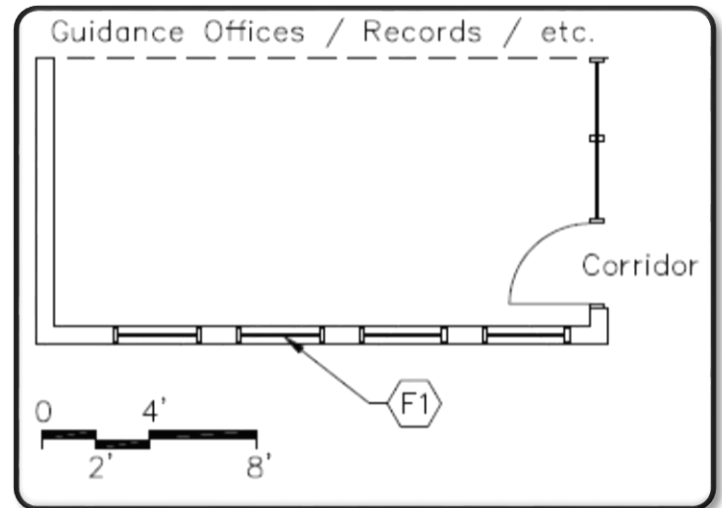 Guidance Offices / Records / etc.
Corridor
F1
0 4'
2' 8'